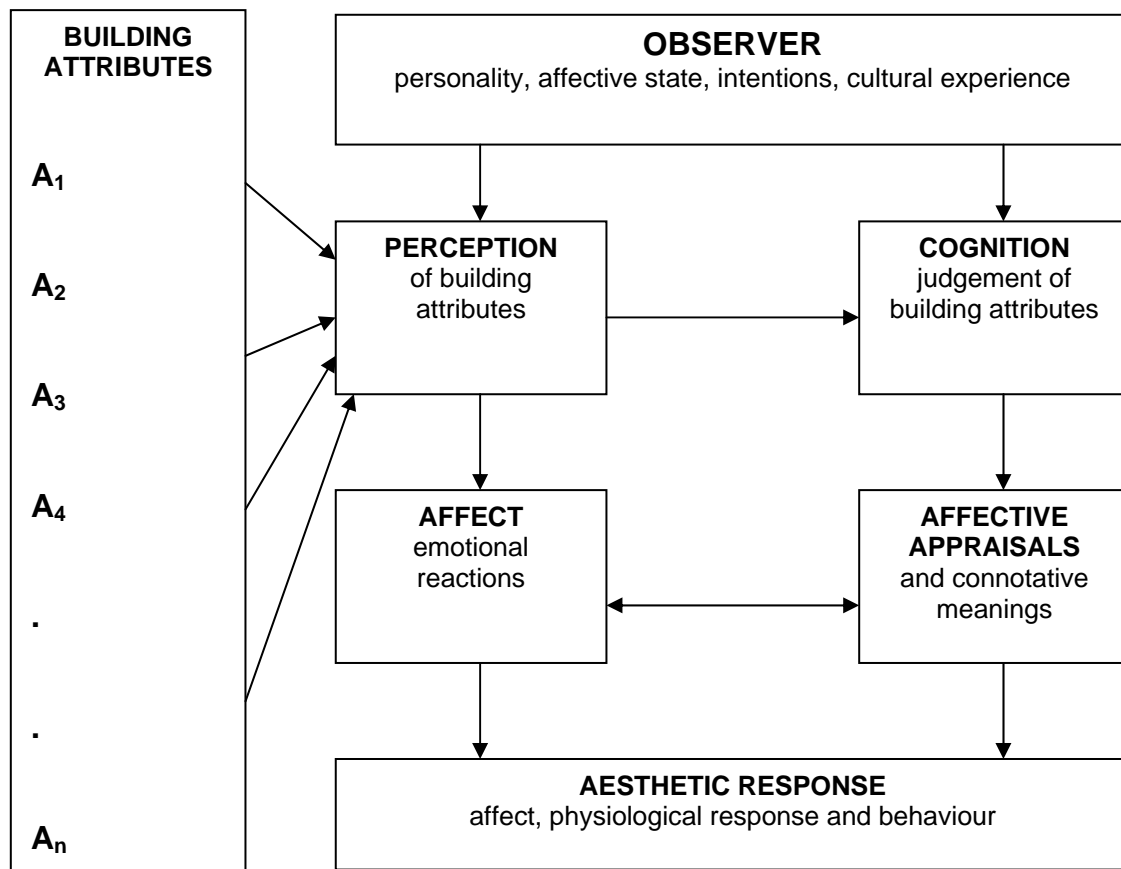 BUILDING
ATTRIBUTES
A₁
A₂
A₃
A₄
.
.
Aₙ
OBSERVER
personality, affective state, intentions, cultural experience
PERCEPTION
of building
attributes
COGNITION
judgement of
building attributes
AFFECT
emotional
reactions
AFFECTIVE
APPRAISALS
and connotative
meanings
AESTHETIC RESPONSE
affect, physiological response and behaviour